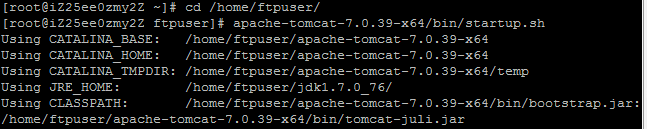 [root@iZ25ee0zmy2Z ~]# cd /home/ftpuser/
[root@iZ25ee0zmy2Z ftpuser]# apache-tomcat-7.0.39-x64/bin/startup.sh
Using CATALINA_BASE:   /home/ftpuser/apache-tomcat-7.0.39-x64
Using CATALINA_HOME:   /home/ftpuser/apache-tomcat-7.0.39-x64
Using CATALINA_TMPDIR: /home/ftpuser/apache-tomcat-7.0.39-x64/temp
Using JRE_HOME:        /home/ftpuser/jdk1.7.0_76/
Using CLASSPATH:       /home/ftpuser/apache-tomcat-7.0.39-x64/bin/bootstrap.jar:
/home/ftpuser/apache-tomcat-7.0.39-x64/bin/tomcat-juli.jar